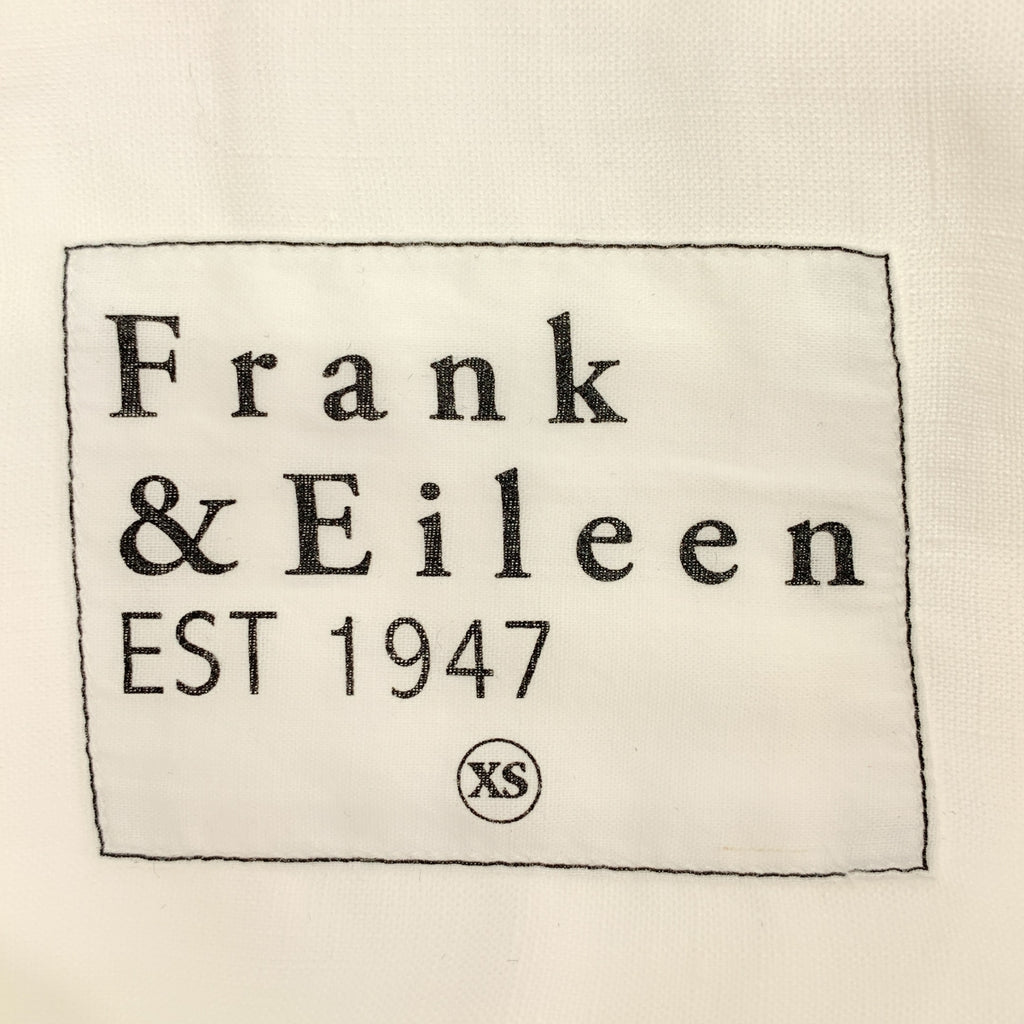 Frank
& Eileen
EST 1947
XS